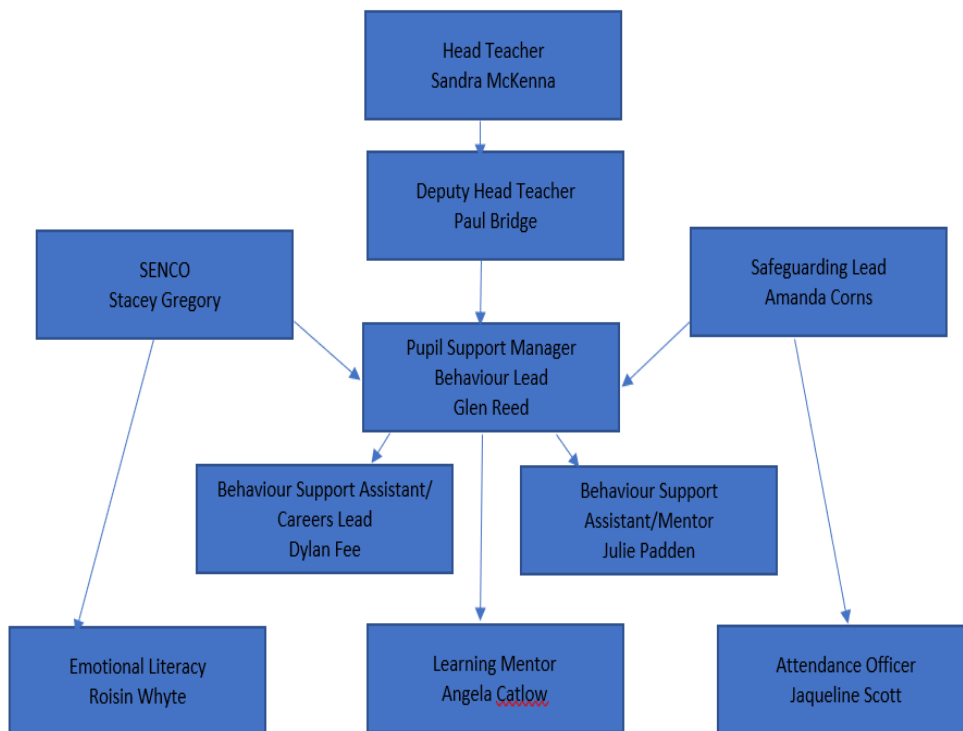 Head Teacher
Sandra McKenna
Deputy Head Teacher
Paul Bridge
SENCO
Stacey Gregory
Safeguarding Lead
Amanda Corns
Pupil Support Manager
Behaviour Lead
Glen Reed
Behaviour Support Assistant/
Careers Lead
Dylan Fee
Behaviour Support
Assistant/Mentor
Julie Padden
Emotional Literacy
Roisin Whyte
Learning Mentor
Angela Catlow
Attendance Officer
Jaqueline Scott